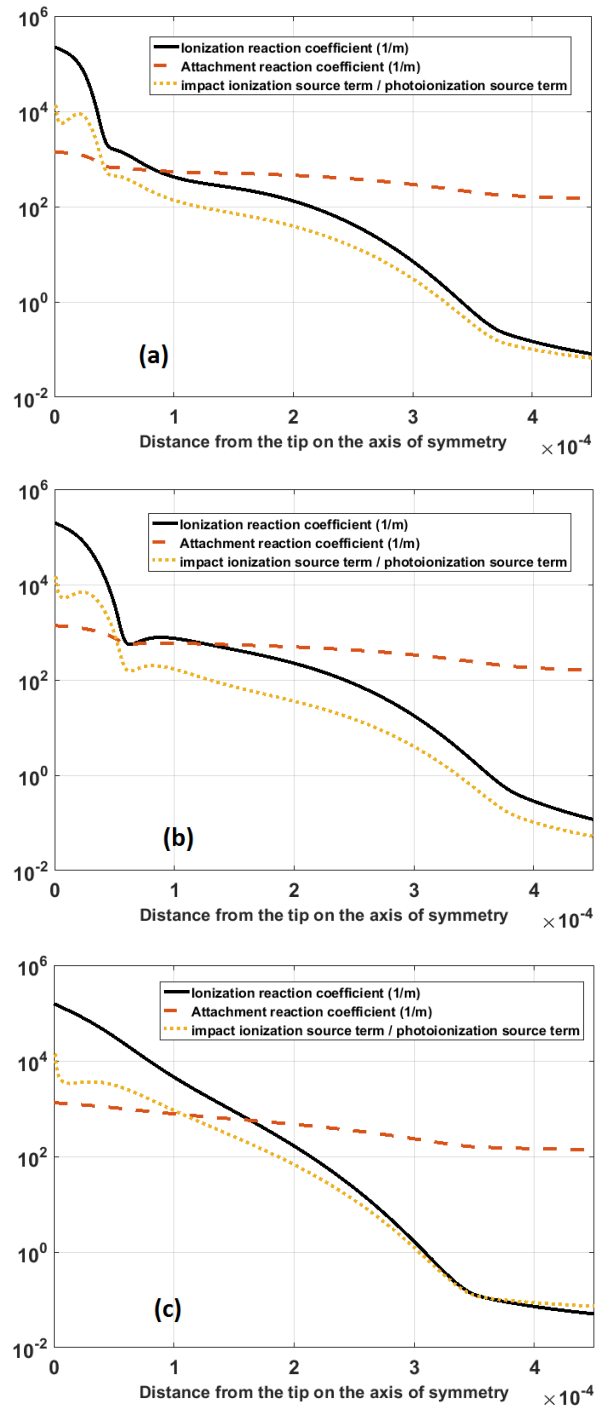 10^6
Ionization reaction coefficient (1/m)
Attachment reaction coefficient (1/m)
impact ionization source term / photoionization source term
10^4
10^2
10^0
(a)
10^-2
0 1 2 3 4
Distance from the tip on the axis of symmetry ×10^-4
10^6
Ionization reaction coefficient (1/m)
Attachment reaction coefficient (1/m)
impact ionization source term / photoionization source term
10^4
10^2
10^0
(b)
10^-2
0 1 2 3 4
Distance from the tip on the axis of symmetry ×10^-4
10^6
Ionization reaction coefficient (1/m)
Attachment reaction coefficient (1/m)
impact ionization source term / photoionization source term
10^4
10^2
10^0
(c)
10^-2
0 1 2 3 4
Distance from the tip on the axis of symmetry ×10^-4